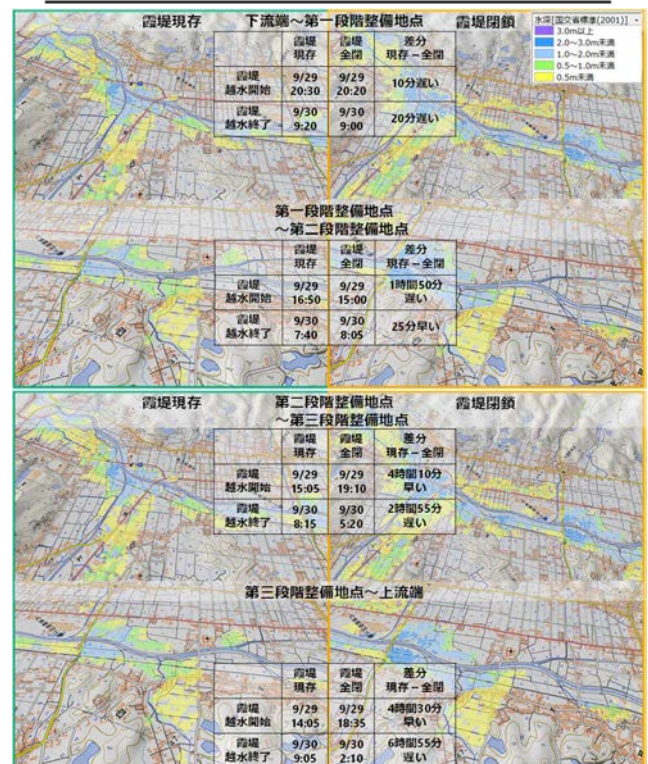 霞堤現存 下流端～第一段階整備地点 霞堤閉鎖
水深[国交省標準(2001)]
3.0m以上
2.0～3.0m未満
1.0～2.0m未満
0.5～1.0m未満
0.5m未満
霞堤 霞堤 差分
現存 全閉 現存－全閉
霞堤 9/29 9/29 10分遅い
越水開始 20:30 20:20
霞堤 9/30 9/30 20分遅い
越水終了 9:20 9:00
第一段階整備地点
～第二段階整備地点
霞堤 霞堤 差分
現存 全閉 現存－全閉
霞堤 9/29 9/29 1時間50分
越水開始 16:50 15:00 遅い
霞堤 9/30 9/30 25分早い
越水終了 7:40 8:05
霞堤現存 第二段階整備地点 霞堤閉鎖
～第三段階整備地点
霞堤 霞堤 差分
現存 全閉 現存－全閉
霞堤 9/29 9/29 4時間10分
越水開始 15:05 19:10 早い
霞堤 9/30 9/30 2時間55分
越水終了 8:15 5:20 遅い
第三段階整備地点～上流端
霞堤 霞堤 差分
現存 全閉 現存－全閉
霞堤 9/29 9/29 4時間30分
越水開始 14:05 18:35 早い
霞堤 9/30 9/30 6時間55分
越水終了 9:05 2:10 遅い